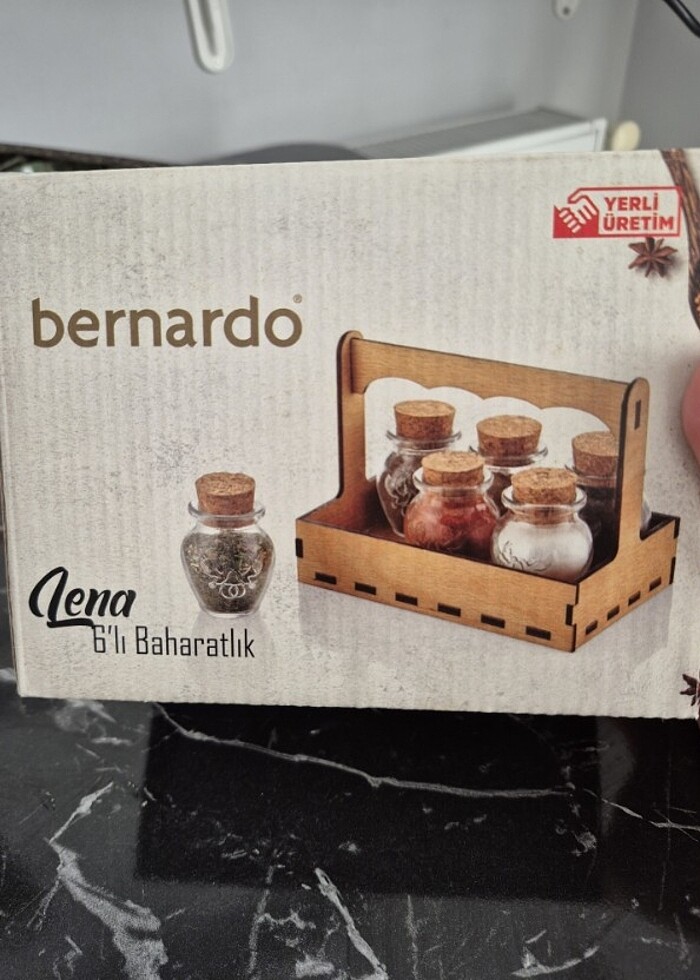 YERLİ
ÜRETİM
bernardo®
Lena
6'lı Baharatlık